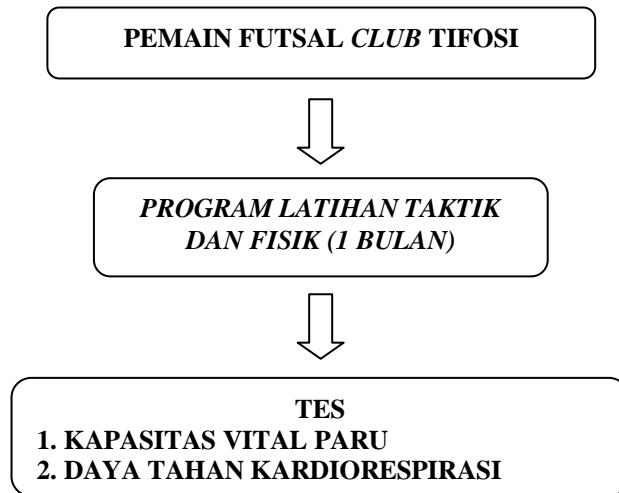 PEMAIN FUTSAL CLUB TIFOSI
PROGRAM LATIHAN TAKTIK
DAN FISIK (1 BULAN)
TES
1. KAPASITAS VITAL PARU
2. DAYA TAHAN KARDIORESPIRASI